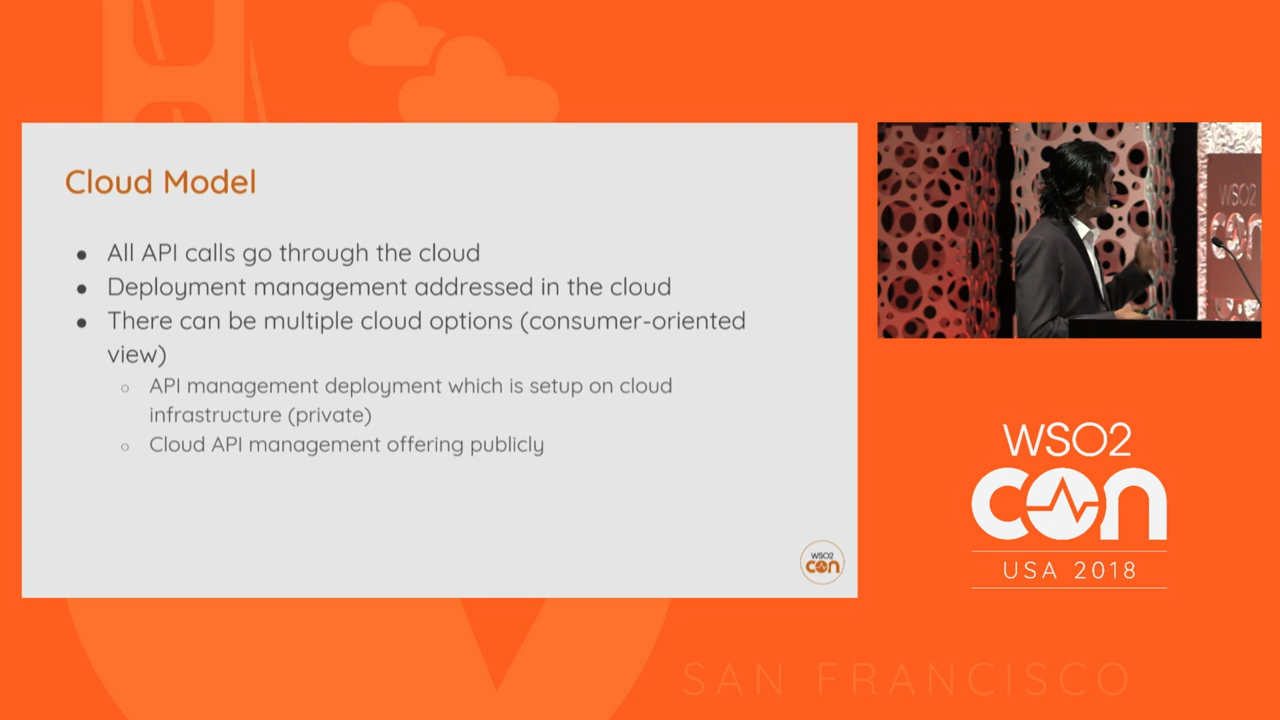 Cloud Model
● All API calls go through the cloud
● Deployment management addressed in the cloud
● There can be multiple cloud options (consumer-oriented
view)
○ API management deployment which is setup on cloud
infrastructure (private)
○ Cloud API management offering publicly
WSO2
con
WSO2
con
WSO2
con
USA 2018
SAN FRANCISCO